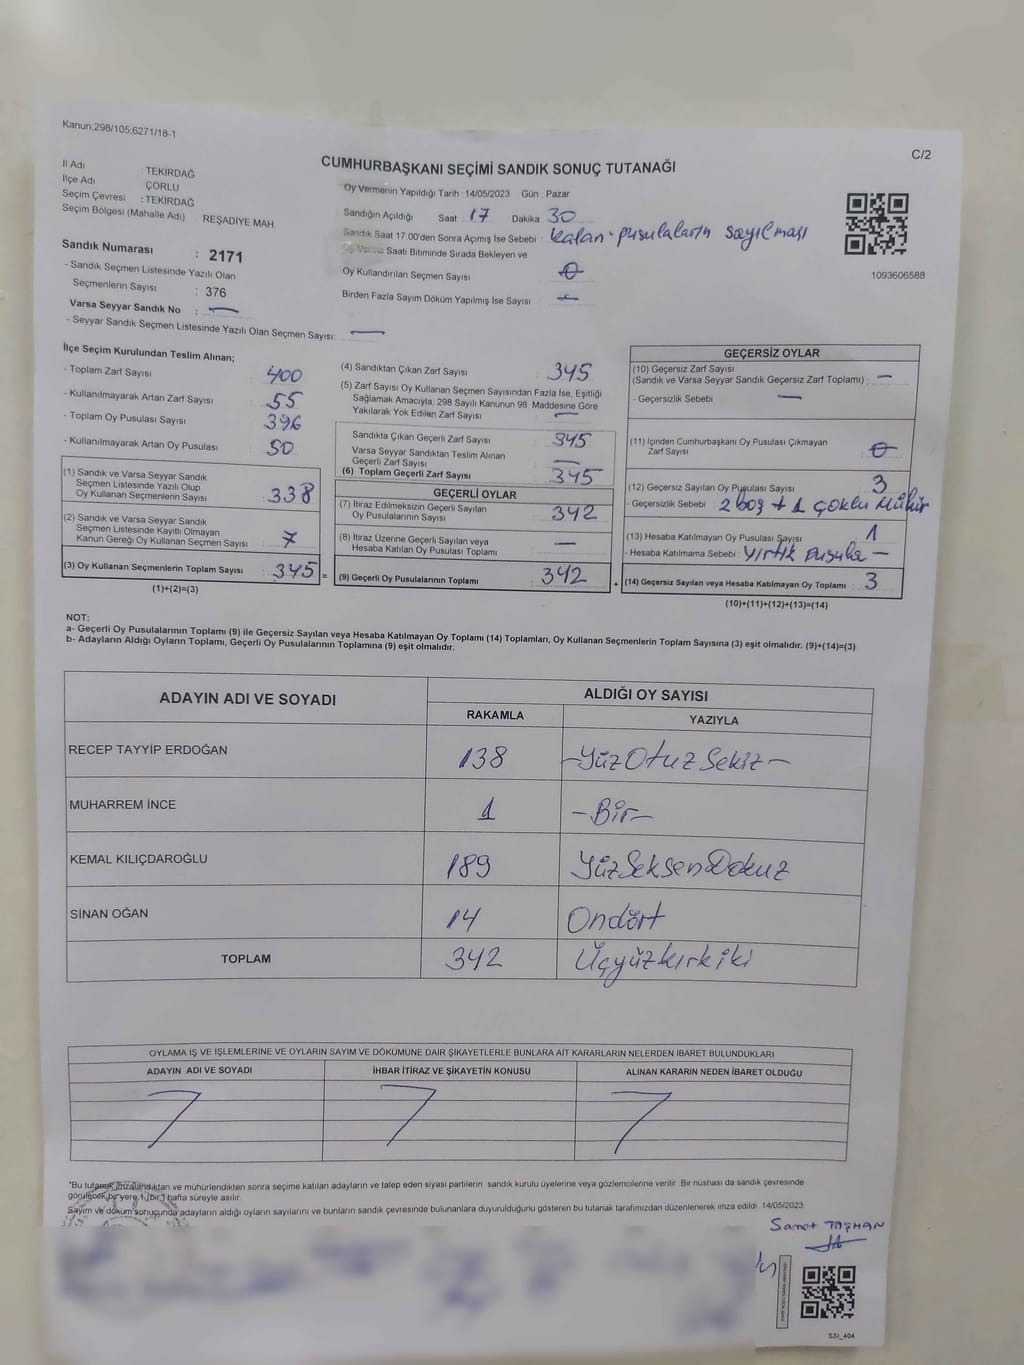 Kanun;298/105;6271/18-1
C/2
CUMHURBAŞKANI SEÇİMİ SANDIK SONUÇ TUTANAĞI
İl Adı : TEKİRDAĞ
İlçe Adı ÇORLU
Seçim Çevresi : TEKİRDAĞ
Seçim Bölgesi (Mahalle Adı) REŞADİYE MAH.
Sandık Numarası : 2171
- Sandık Seçmen Listesinde Yazılı Olan
Seçmenlerin Sayısı : 376
Varsa Seyyar Sandık No : —
- Seyyar Sandık Seçmen Listesinde Yazılı Olan Seçmen Sayısı: —
Oy Vermenin Yapıldığı Tarih : 14/05/2023 Gün : Pazar
Sandığın Açıldığı Saat : 17 Dakika : 30
Sandık Saat 17:00'den Sonra Açımış İse Sebebi : kalan pusulaların sayılması
Verme Saati Bitiminde Sırada Bekleyen ve
Oy Kullandırılan Seçmen Sayısı 0
Birden Fazla Sayım Döküm Yapılmış İse Sayısı —
1093606588
İlçe Seçim Kurulundan Teslim Alınan;
- Toplam Zarf Sayısı 400
- Kullanılmayarak Artan Zarf Sayısı 55
- Toplam Oy Pusulası Sayısı 396
- Kullanılmayarak Artan Oy Pusulası 50
(1) Sandık ve Varsa Seyyar Sandık
Seçmen Listesinde Yazılı Olup
Oy Kullanan Seçmenlerin Sayısı 338
(2) Sandık ve Varsa Seyyar Sandık
Seçmen Listesinde Kayıtlı Olmayan
Kanun Gereği Oy Kullanan Seçmen Sayısı 7
(3) Oy Kullanan Seçmenlerin Toplam Sayısı : 345 =
(1)+(2)=(3)
(4) Sandıktan Çıkan Zarf Sayısı 345
(5) Zarf Sayısı Oy Kullanan Seçmen Sayısından Fazla İse, Eşitliği
Sağlamak Amacıyla, 298 Sayılı Kanunun 98. Maddesine Göre
Yakılarak Yok Edilen Zarf Sayısı —
Sandıkta Çıkan Geçerli Zarf Sayısı 345
Varsa Seyyar Sandıktan Teslim Alınan
Geçerli Zarf Sayısı —
(6) Toplam Geçerli Zarf Sayısı 345
GEÇERLİ OYLAR
(7) İtiraz Edilmeksizin Geçerli Sayılan
Oy Pusulalarının Sayısı 342
(8) İtiraz Üzerine Geçerli Sayılan veya
Hesaba Katılan Oy Pusulası Toplamı —
(9) Geçerli Oy Pusulalarının Toplamı 342 +
GEÇERSİZ OYLAR
(10) Geçersiz Zarf Sayısı
(Sandık ve Varsa Seyyar Sandık Geçersiz Zarf Toplamı) —
- Geçersizlik Sebebi —
(11) İçinden Cumhurbaşkanı Oy Pusulası Çıkmayan
Zarf Sayısı 0
(12) Geçersiz Sayılan Oy Pusulası Sayısı 3
- Geçersizlik Sebebi : 2 boş + 1 çoklu mühür
(13) Hesaba Katılmayan Oy Pusulası Sayısı 1
- Hesaba Katılmama Sebebi : yırtık pusula —
(14) Geçersiz Sayılan veya Hesaba Katılmayan Oy Toplamı : 3
(10)+(11)+(12)+(13)=(14)
NOT:
a- Geçerli Oy Pusulalarının Toplamı (9) ile Geçersiz Sayılan veya Hesaba Katılmayan Oy Toplamı (14) Toplamları, Oy Kullanan Seçmenlerin Toplam Sayısına (3) eşit olmalıdır. (9)+(14)=(3)
b- Adayların Aldığı Oyların Toplamı, Geçerli Oy Pusulalarının Toplamına (9) eşit olmalıdır.
ADAYIN ADI VE SOYADI
ALDIĞI OY SAYISI
RAKAMLA YAZIYLA
RECEP TAYYİP ERDOĞAN 138 -YüzOtuzSekiz-
MUHARREM İNCE 1 -Bir-
KEMAL KILIÇDAROĞLU 189 YüzSeksenDokuz
SİNAN OĞAN 14 Ondört
TOPLAM 342 Üçyüzkırkiki
OYLAMA İŞ VE İŞLEMLERİNE VE OYLARIN SAYIM VE DÖKÜMÜNE DAİR ŞİKAYETLERLE BUNLARA AİT KARARLARIN NELERDEN İBARET BULUNDUKLARI
ADAYIN ADI VE SOYADI İHBAR İTİRAZ VE ŞİKAYETİN KONUSU ALINAN KARARIN NEDEN İBARET OLDUĞU
"Bu tutanak imzalandıktan ve mühürlendikten sonra seçime katılan adayların ve talep eden siyasi partilerin sandık kurulu üyelerine veya gözlemcilerine verilir. Bir nüshası da sandık çevresinde
görülecek bir yere 1 (bir) hafta süreyle asılır.
Sayım ve döküm sonucunda adayların aldığı oyların sayılarını ve bunların sandık çevresinde bulunanlara duyurulduğunu gösteren bu tutanak tarafımızdan düzenlenerek imza edildi. 14/05/2023
Samet TAŞHAN
SSI_404